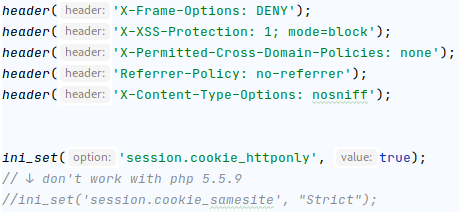 header( header: 'X-Frame-Options: DENY');
header( header: 'X-XSS-Protection: 1; mode=block');
header( header: 'X-Permitted-Cross-Domain-Policies: none');
header( header: 'Referrer-Policy: no-referrer');
header( header: 'X-Content-Type-Options: nosniff');
ini_set( option: 'session.cookie_httponly', value: true);
// ↓ don't work with php 5.5.9
//ini_set('session.cookie_samesite', "Strict");